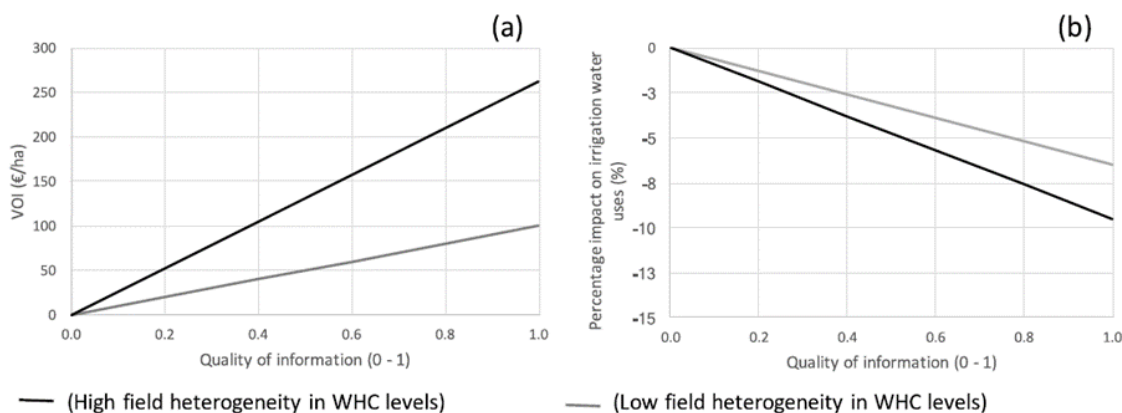 (a)
300
250
200
150
100
50
0
VOI (€/ha)
0.0 0.2 0.4 0.6 0.8 1.0
Quality of information (0 - 1)
(b)
0
-3
-5
-8
-10
-13
-15
Percentage impact on irrigation water
uses (%)
0.0 0.2 0.4 0.6 0.8 1.0
Quality of information (0 - 1)
(High field heterogeneity in WHC levels)
(Low field heterogeneity in WHC levels)